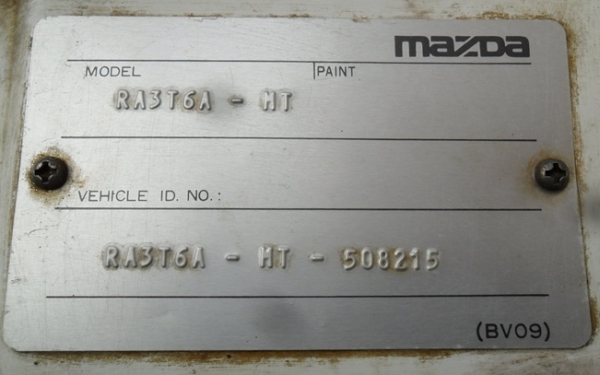 mazda
MODEL PAINT
RA3T6A - MT
VEHICLE ID. NO.:
RA3T6A - MT - 508215
(BV09)